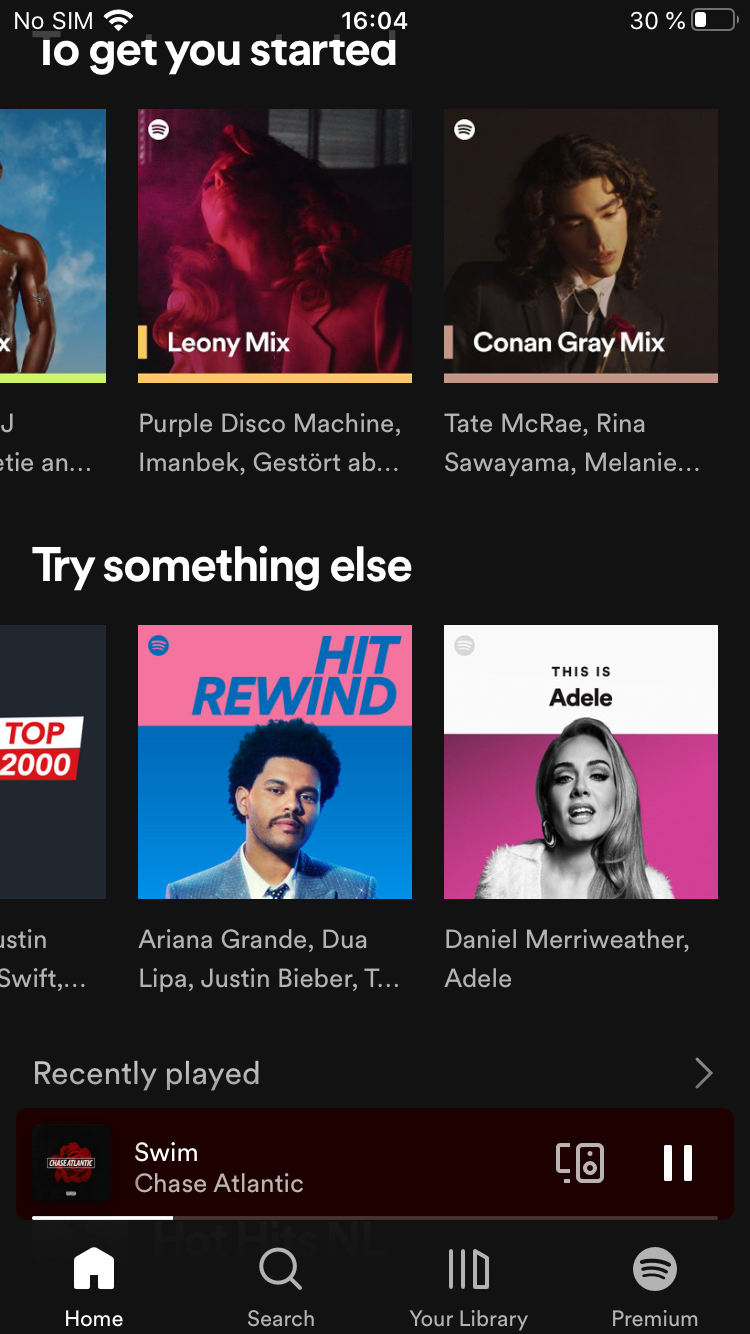 No SIM 16:04 30 %
To get you started
Leony Mix
Conan Gray Mix
x
J
etie an...
Purple Disco Machine,
Imanbek, Gestört ab...
Tate McRae, Rina
Sawayama, Melanie...
Try something else
TOP
2000
HIT
REWIND
THIS IS
Adele
ustin
Swift,...
Ariana Grande, Dua
Lipa, Justin Bieber, T...
Daniel Merriweather,
Adele
Recently played
CHASE ATLANTIC
Swim
Chase Atlantic
Hot Hits NL
Home Search Your Library Premium